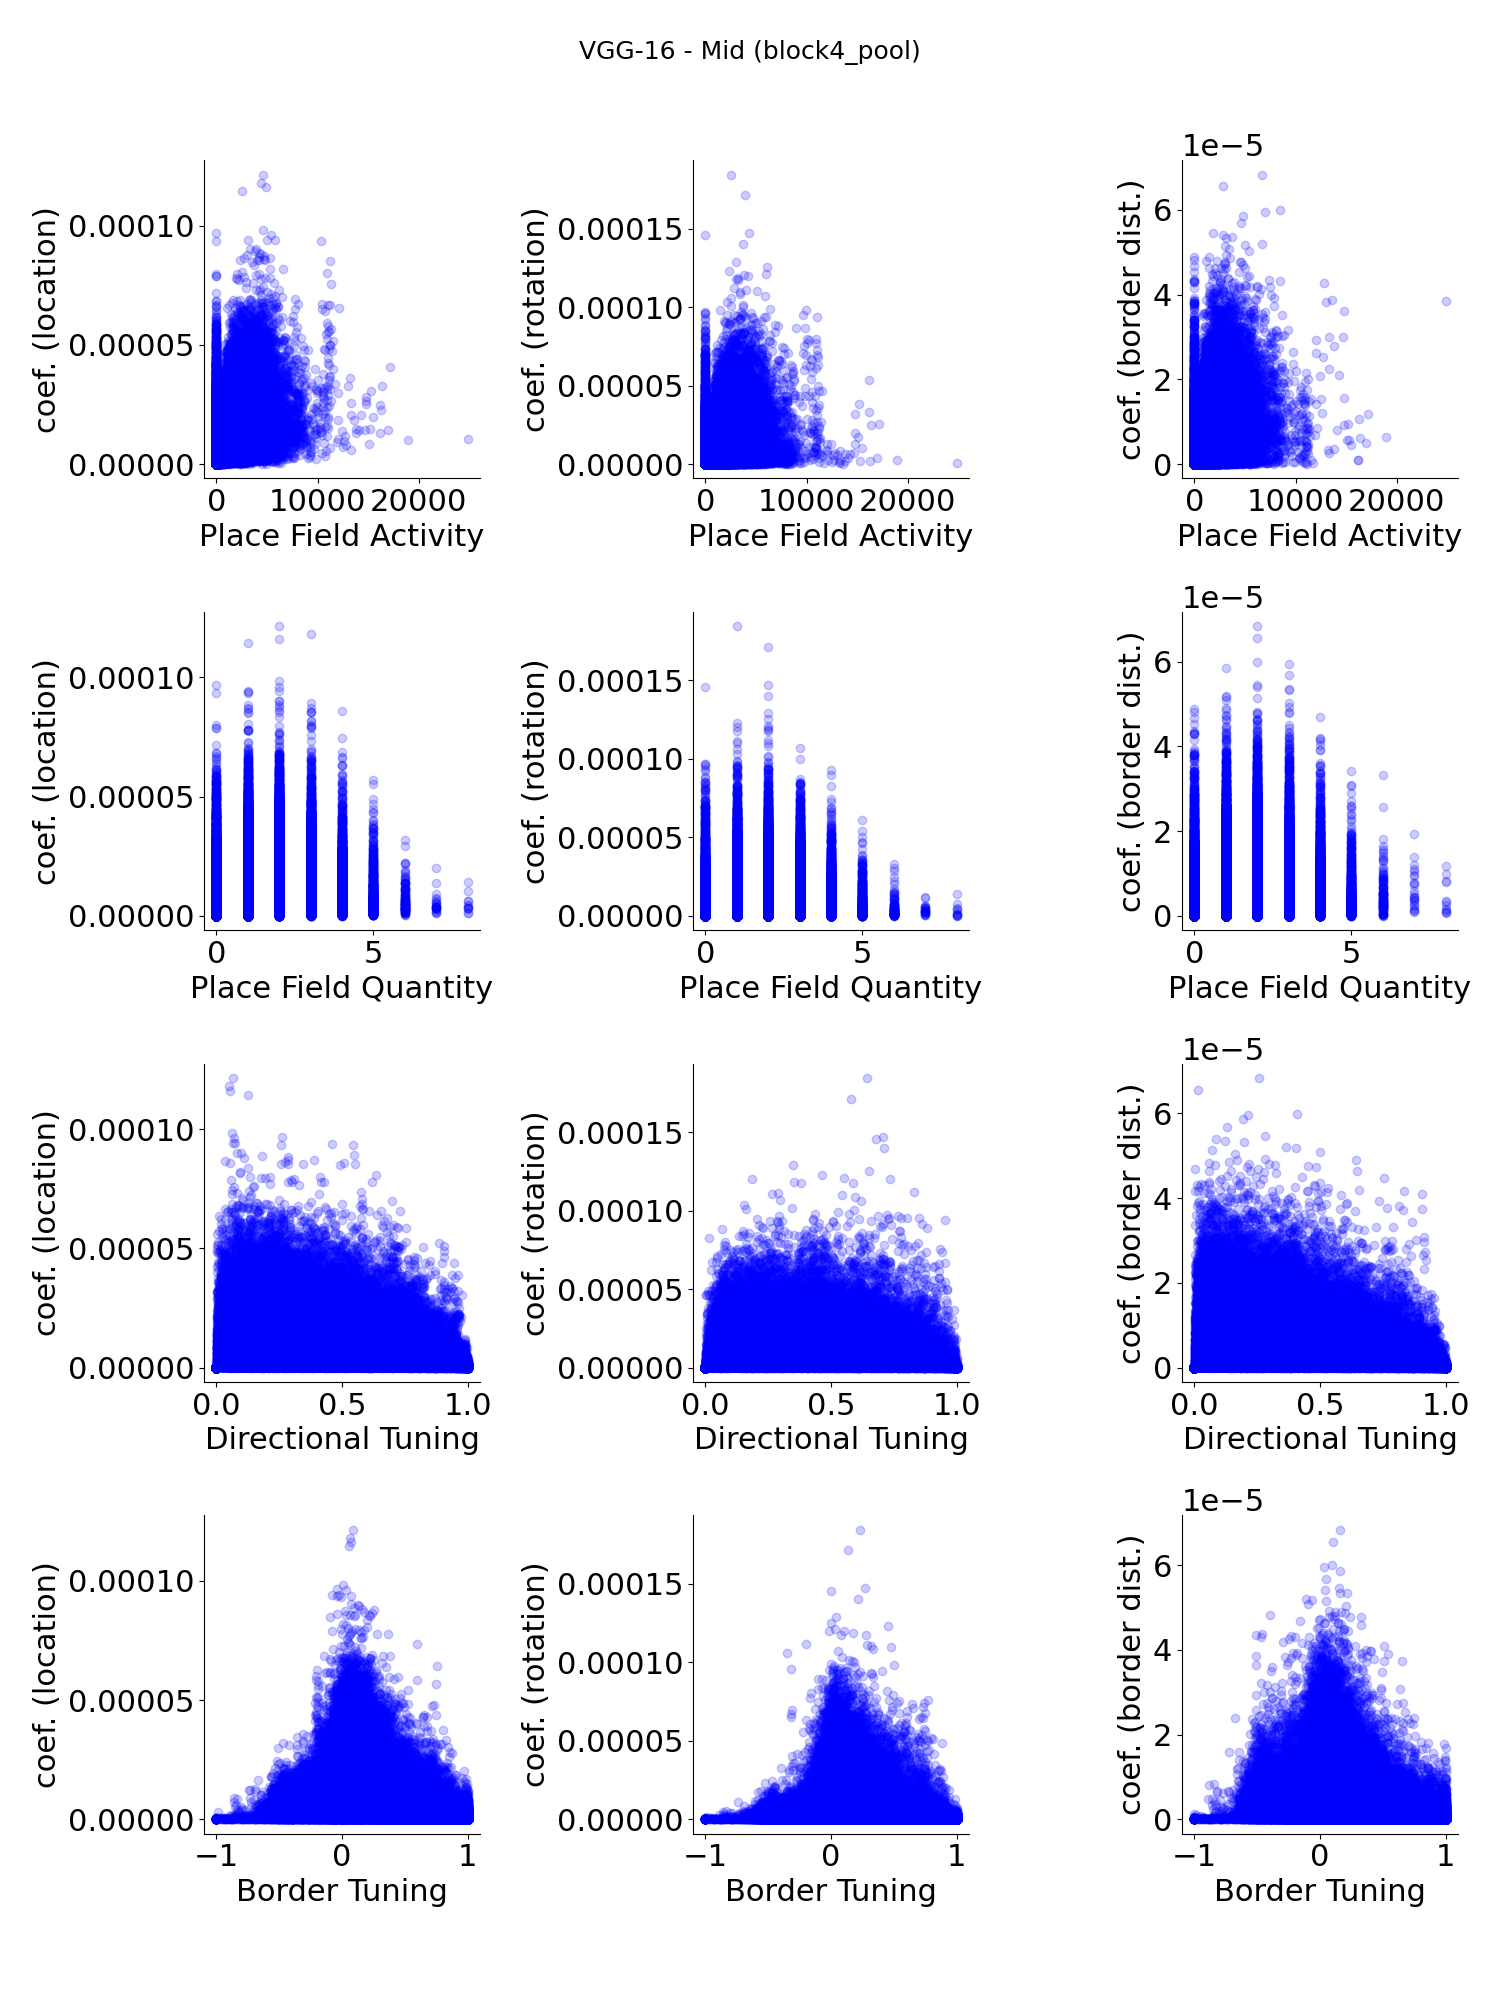 VGG-16 - Mid (block4_pool)
coef. (location)
0.00010
0.00005
0.00000
0 10000 20000
Place Field Activity
coef. (rotation)
0.00015
0.00010
0.00005
0.00000
0 10000 20000
Place Field Activity
1e−5
coef. (border dist.)
6
4
2
0
0 10000 20000
Place Field Activity
coef. (location)
0.00010
0.00005
0.00000
0 5
Place Field Quantity
coef. (rotation)
0.00015
0.00010
0.00005
0.00000
0 5
Place Field Quantity
1e−5
coef. (border dist.)
6
4
2
0
0 5
Place Field Quantity
coef. (location)
0.00010
0.00005
0.00000
0.0 0.5 1.0
Directional Tuning
coef. (rotation)
0.00015
0.00010
0.00005
0.00000
0.0 0.5 1.0
Directional Tuning
1e−5
coef. (border dist.)
6
4
2
0
0.0 0.5 1.0
Directional Tuning
coef. (location)
0.00010
0.00005
0.00000
−1 0 1
Border Tuning
coef. (rotation)
0.00015
0.00010
0.00005
0.00000
−1 0 1
Border Tuning
1e−5
coef. (border dist.)
6
4
2
0
−1 0 1
Border Tuning